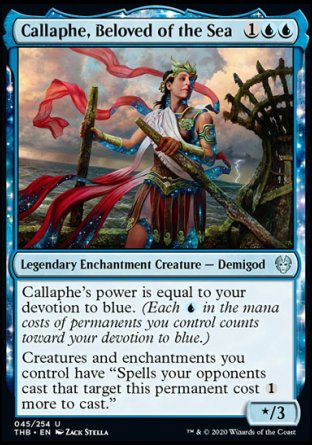 Callaphe, Beloved of the Sea 1
Legendary Enchantment Creature — Demigod
Callaphe's power is equal to your
devotion to blue. (Each in the mana
costs of permanents you control counts
toward your devotion to blue.)
Creatures and enchantments you
control have "Spells your opponents
cast that target this permanent cost 1
more to cast."
*/3
045/254 U
THB • EN Zack Stella
™ & © 2020 Wizards of the Coast